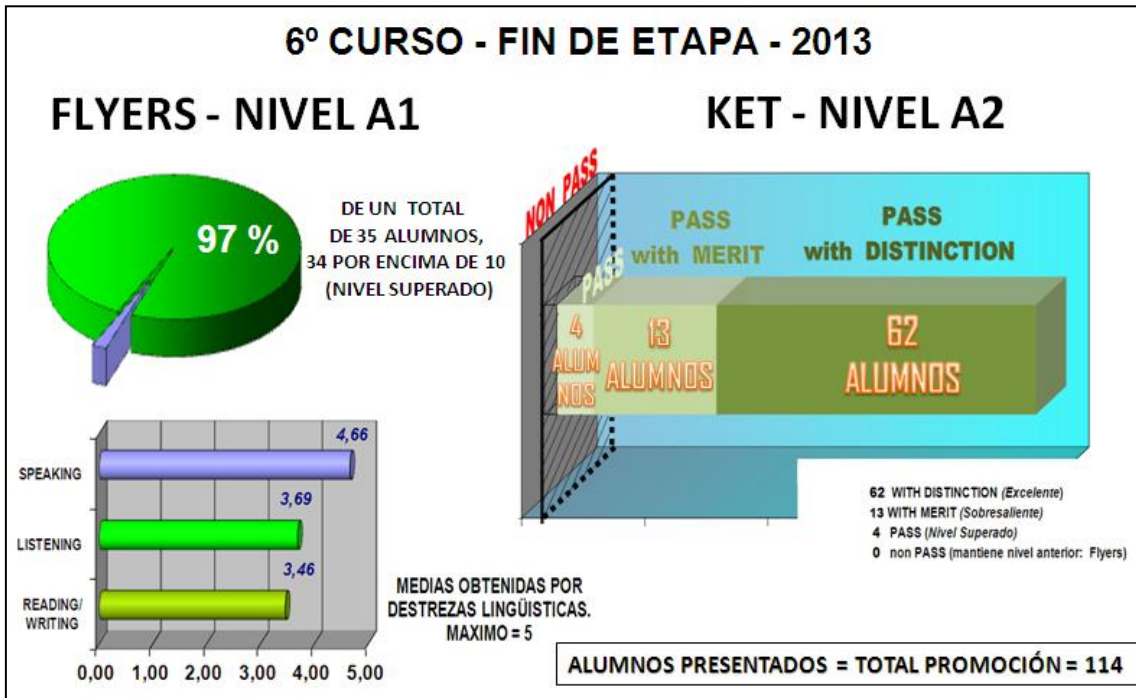 6º CURSO - FIN DE ETAPA - 2013
FLYERS - NIVEL A1
97 %
DE UN TOTAL
DE 35 ALUMNOS,
34 POR ENCIMA DE 10
(NIVEL SUPERADO)
SPEAKING
4,66
LISTENING
3,69
READING/
WRITING
3,46
0,00 1,00 2,00 3,00 4,00 5,00
MEDIAS OBTENIDAS POR
DESTREZAS LINGÜISTICAS.
MAXIMO = 5
KET - NIVEL A2
NON PASS
PASS
PASS
with MERIT
PASS
with DISTINCTION
4
ALUM
NOS
13
ALUMNOS
62
ALUMNOS
62 WITH DISTINCTION (Excelente)
13 WITH MERIT (Sobresaliente)
4 PASS (Nivel Superado)
0 non PASS (mantiene nivel anterior: Flyers)
ALUMNOS PRESENTADOS = TOTAL PROMOCIÓN = 114